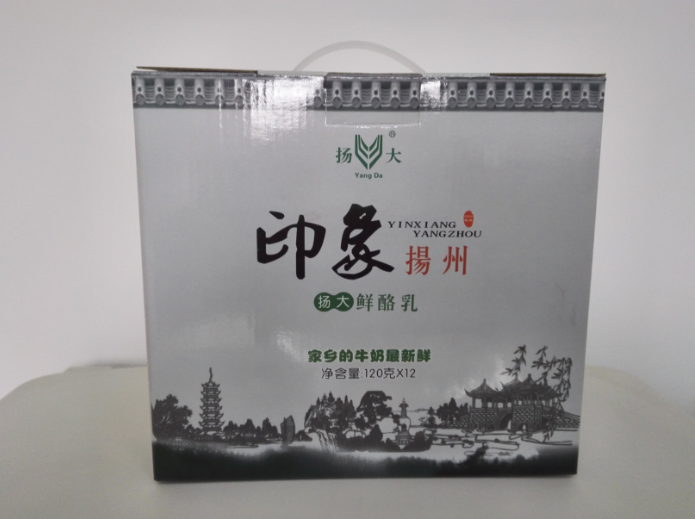 扬大®
Yang Da
印象
YINXIANG
YANGZHOU
揚州
扬大鲜酪乳
家乡的牛奶最新鲜
净含量:120克X12